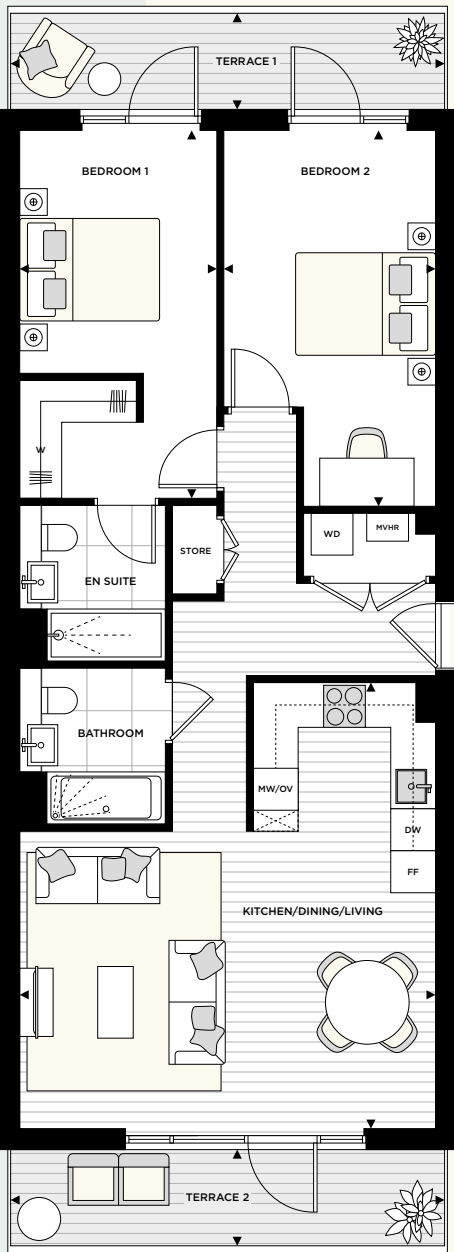 TERRACE 1
BEDROOM 1
BEDROOM 2
W
STORE
WD
MVHR
EN SUITE
BATHROOM
MW/OV
DW
FF
KITCHEN/DINING/LIVING
TERRACE 2